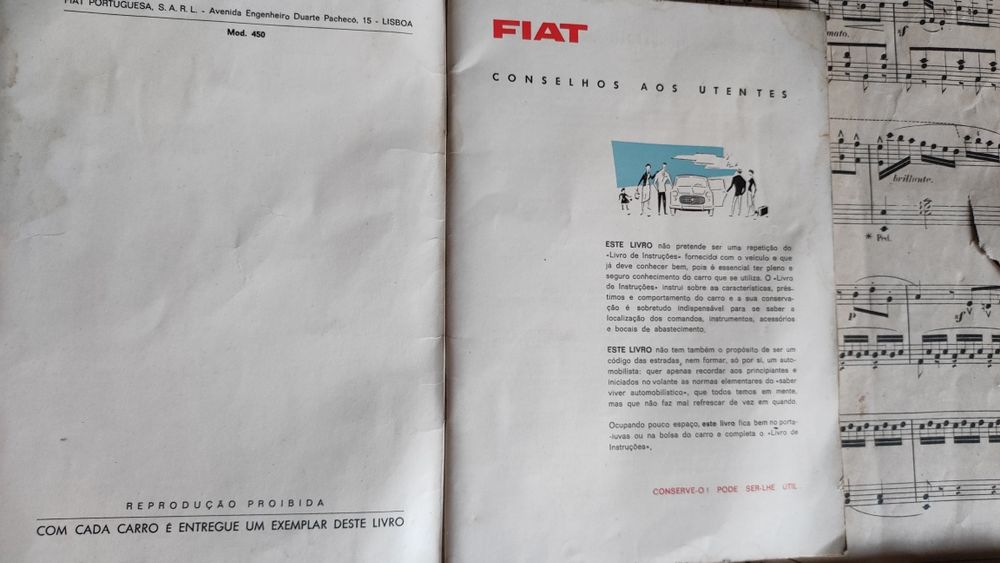 FIAT PORTUGUESA, S. A. R. L. - Avenida Engenheiro Duarte Pacheco, 15 - LISBOA
Mod. 450
REPRODUÇÃO PROIBIDA
COM CADA CARRO É ENTREGUE UM EXEMPLAR DESTE LIVRO
FIAT
CONSELHOS AOS UTENTES
ESTE LIVRO não pretende ser uma repetição do
«Livro de Instruções» fornecido com o veículo e que
já deve conhecer bem, pois é essencial ter pleno e
seguro conhecimento do carro que se utiliza. O «Livro
de Instruções» instrui sobre as características, prés-
timos e comportamento do carro e a sua conserva-
ção é sobretudo indispensável para se saber a
localização dos comandos, instrumentos, acessórios
e bocais de abastecimento.
ESTE LIVRO não tem também o propósito de ser um
código das estradas, nem formar, só por si, um auto-
mobilista: quer apenas recordar aos principiantes e
iniciados no volante as normas elementares do «saber
viver automobilístico», que todos temos em mente,
mas que não faz mal refrescar de vez em quando.
Ocupando pouco espaço, este livro fica bem no porta-
-luvas ou na bolsa do carro e completa o «Livro de
Instruções».
CONSERVE-O! PODE SER-LHE ÚTIL
mato.
sf
brillante.
* Ped.
p
sf